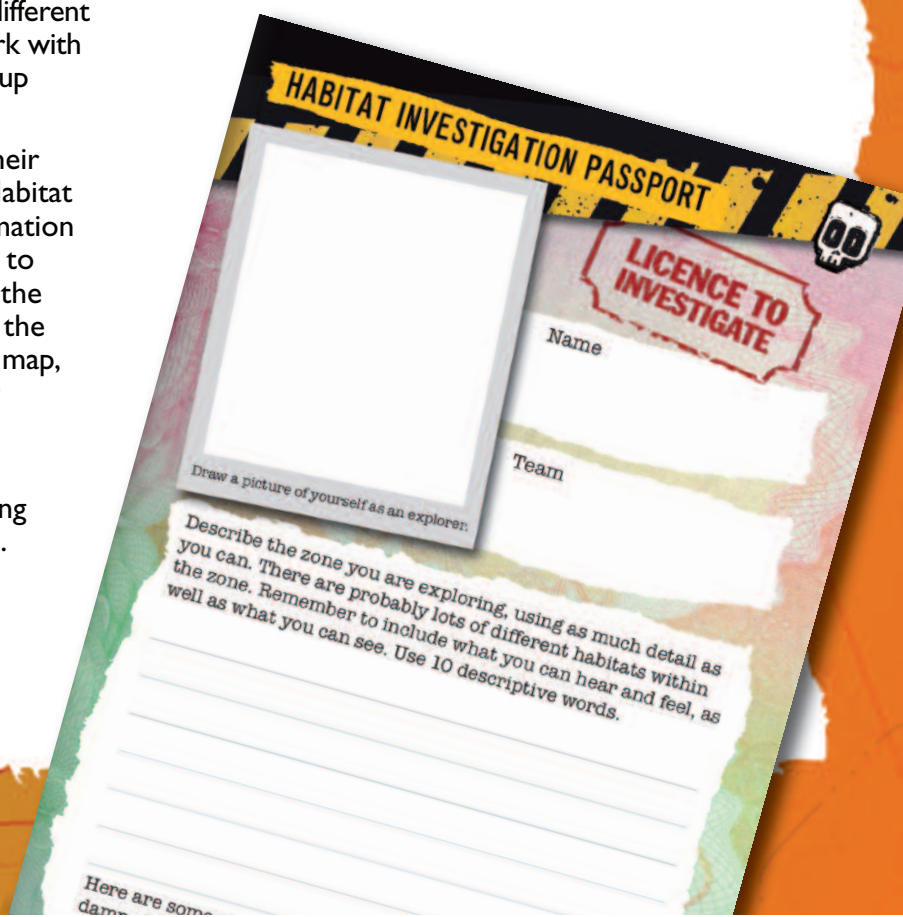 different
rk with
up
heir
Habitat
mation
to
the
the
map,
ng
.
HABITAT INVESTIGATION PASSPORT
LICENCE TO
INVESTIGATE
Name
Team
Draw a picture of yourself as an explorer.
Describe the zone you are exploring, using as much detail as
you can. There are probably lots of different habitats within
the zone. Remember to include what you can hear and feel, as
well as what you can see. Use 10 descriptive words.
Here are some